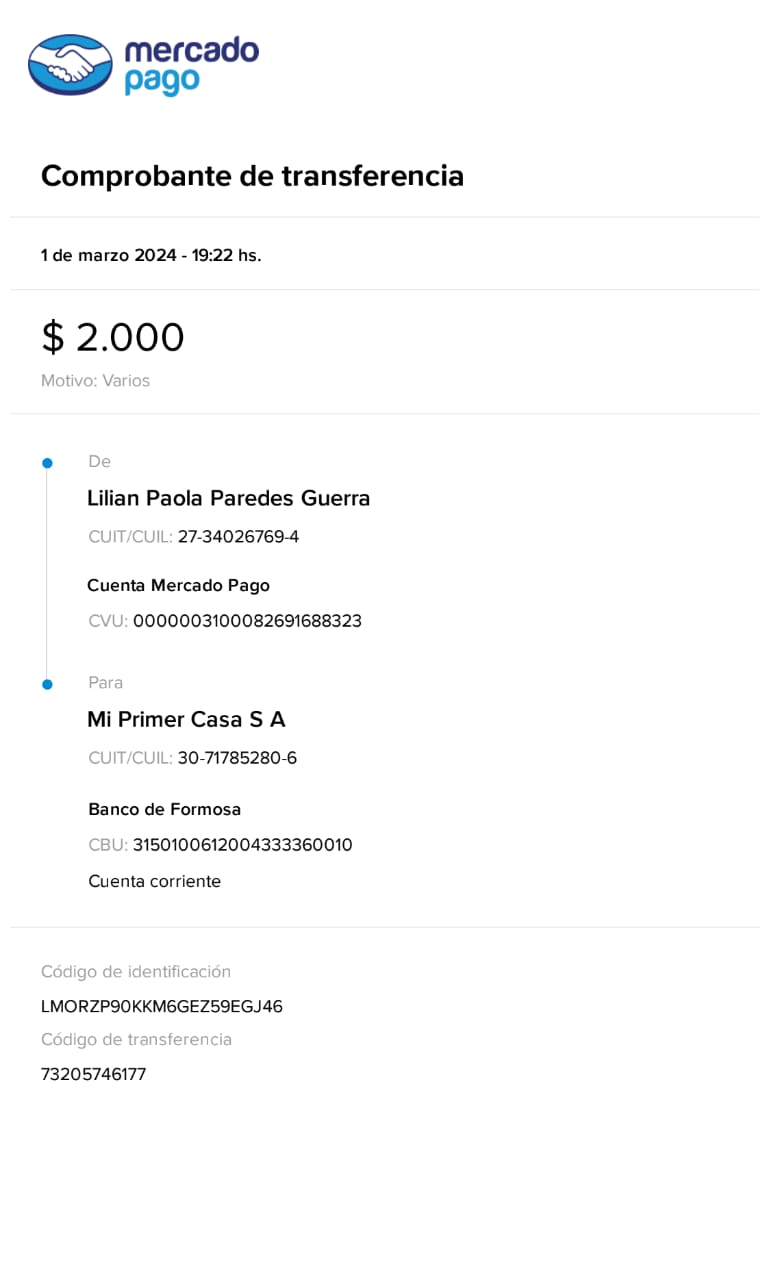 mercado
pago
Comprobante de transferencia
1 de marzo 2024 - 19:22 hs.
$ 2.000
Motivo: Varios
De
Lilian Paola Paredes Guerra
CUIT/CUIL: 27-34026769-4
Cuenta Mercado Pago
CVU: 0000003100082691688323
Para
Mi Primer Casa S A
CUIT/CUIL: 30-71785280-6
Banco de Formosa
CBU: 3150100612004333360010
Cuenta corriente
Código de identificación
LMORZP90KKM6GEZ59EGJ46
Código de transferencia
73205746177